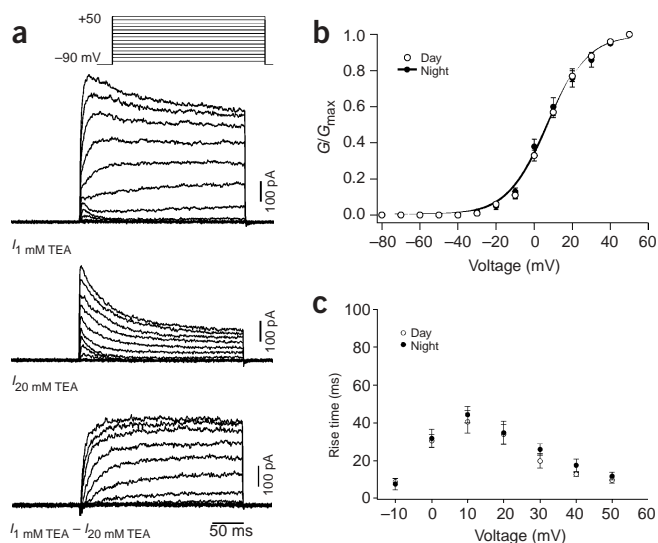 a
+50
–90 mV
100 pA
I1 mM TEA
100 pA
I20 mM TEA
100 pA
I1 mM TEA – I20 mM TEA
50 ms
b
Day
Night
G/Gmax
1.0
0.8
0.6
0.4
0.2
0.0
–80 –60 –40 –20 0 20 40 60
Voltage (mV)
c
Day
Night
Rise time (ms)
100
80
60
40
20
0
–10 0 10 20 30 40 50 60
Voltage (mV)